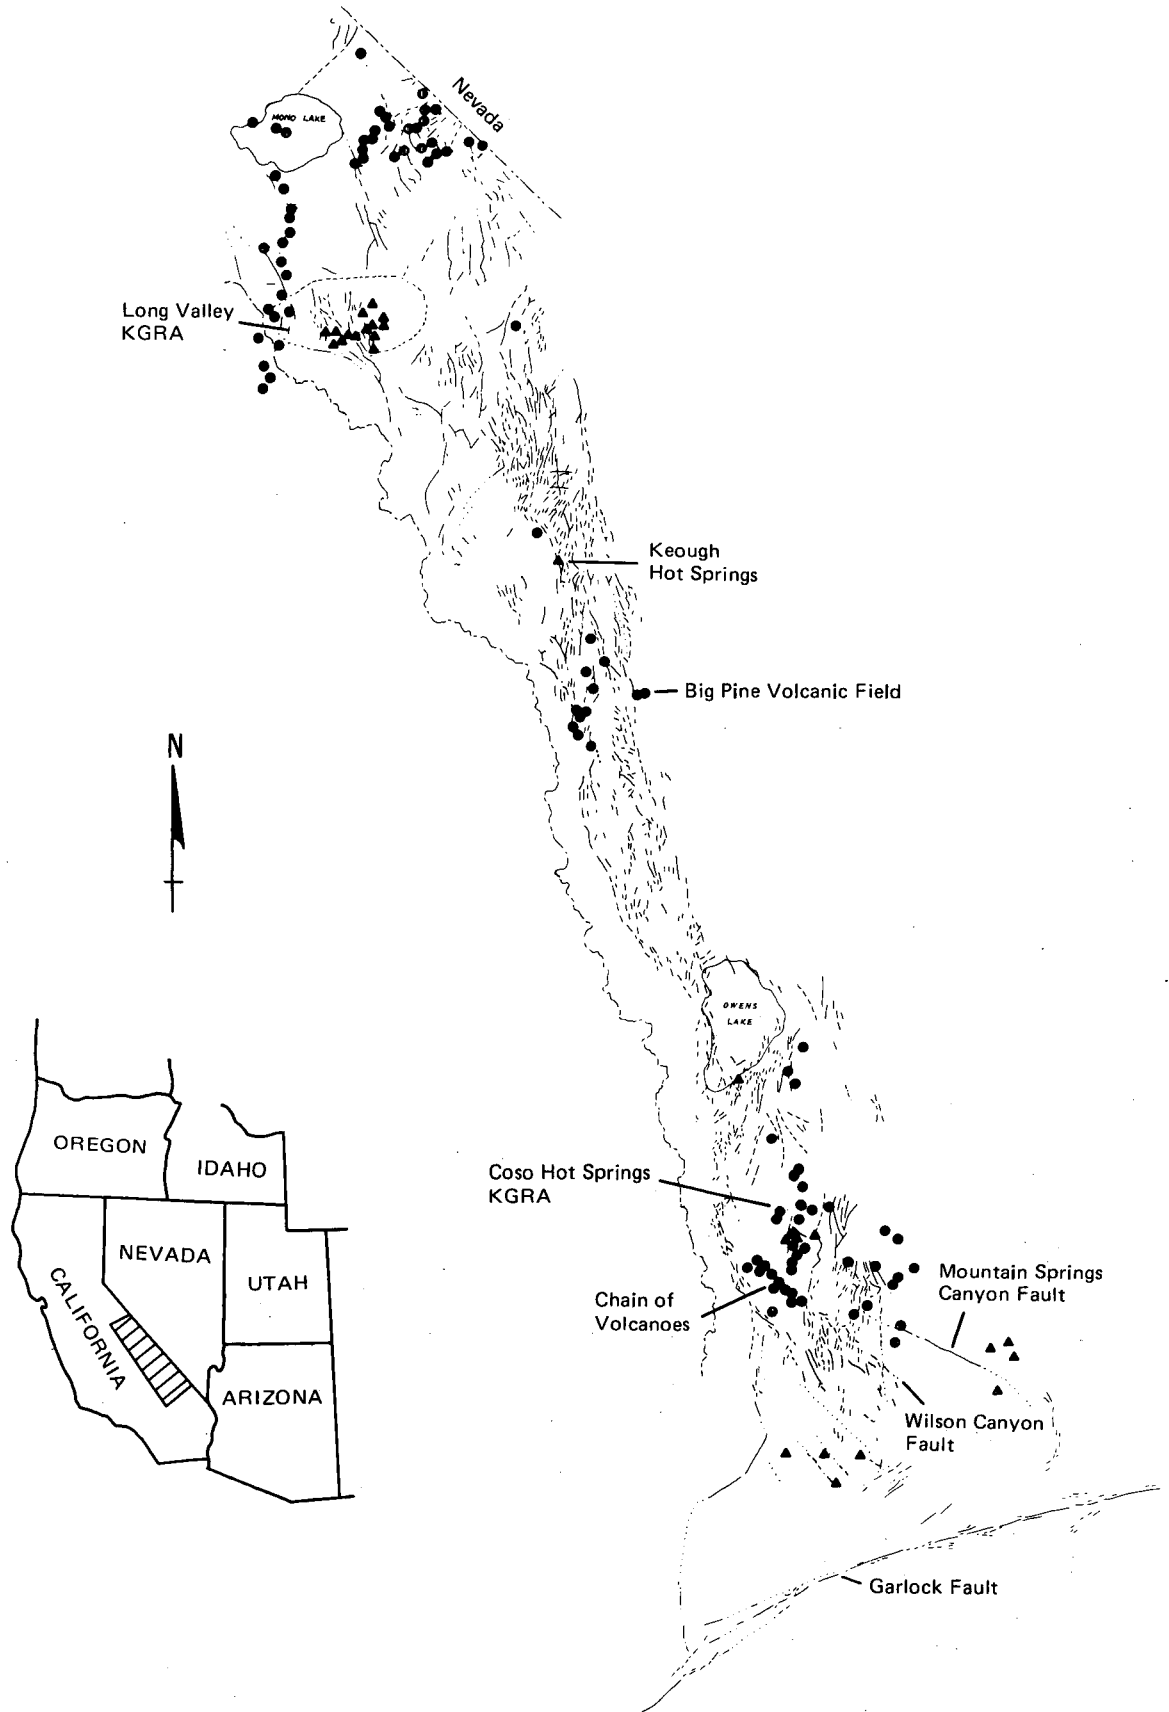 Nevada
MONO LAKE
Long Valley
KGRA
Keough
Hot Springs
Big Pine Volcanic Field
N
OWENS
LAKE
Coso Hot Springs
KGRA
Chain of
Volcanoes
Mountain Springs
Canyon Fault
Wilson Canyon
Fault
Garlock Fault
OREGON
IDAHO
NEVADA
UTAH
CALIFORNIA
ARIZONA